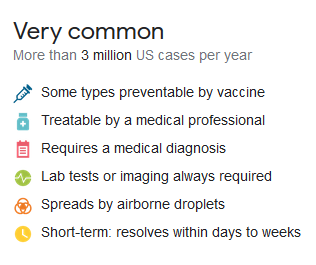 Very common
More than 3 million US cases per year
Some types preventable by vaccine
Treatable by a medical professional
Requires a medical diagnosis
Lab tests or imaging always required
Spreads by airborne droplets
Short-term: resolves within days to weeks